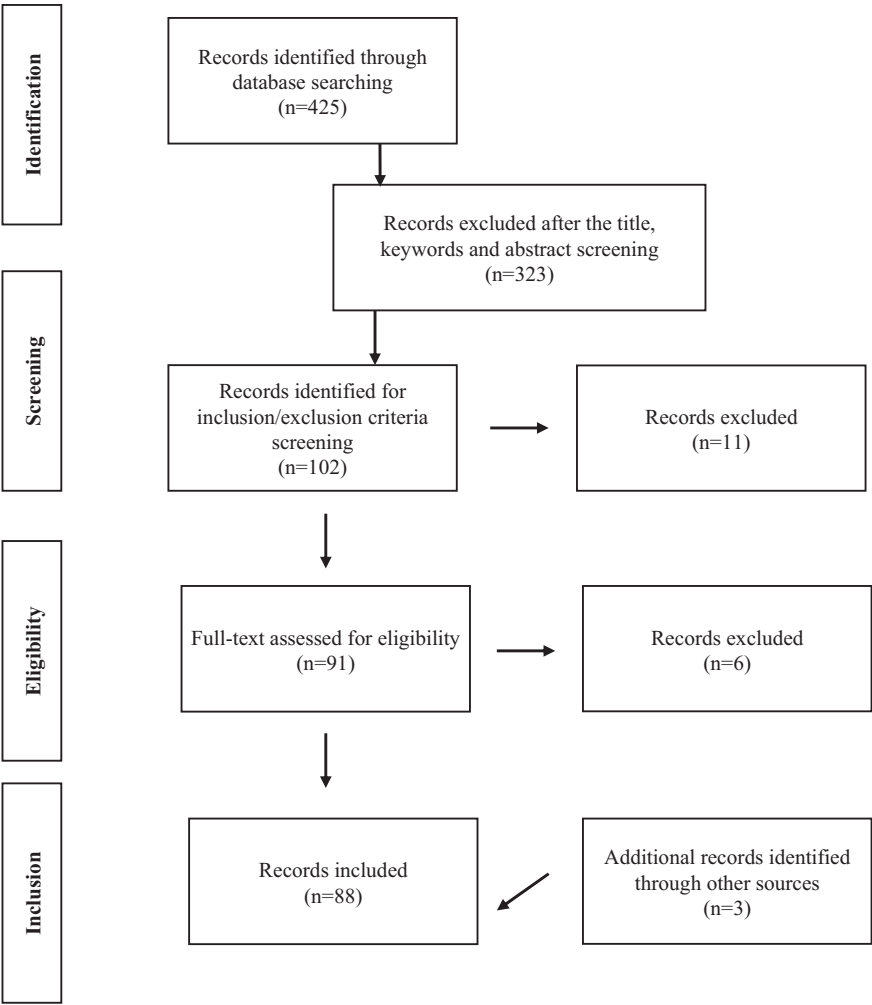 Identification
Records identified through
database searching
(n=425)
Records excluded after the title,
keywords and abstract screening
(n=323)
Screening
Records identified for
inclusion/exclusion criteria
screening
(n=102)
Records excluded
(n=11)
Eligibility
Full-text assessed for eligibility
(n=91)
Records excluded
(n=6)
Inclusion
Records included
(n=88)
Additional records identified
through other sources
(n=3)